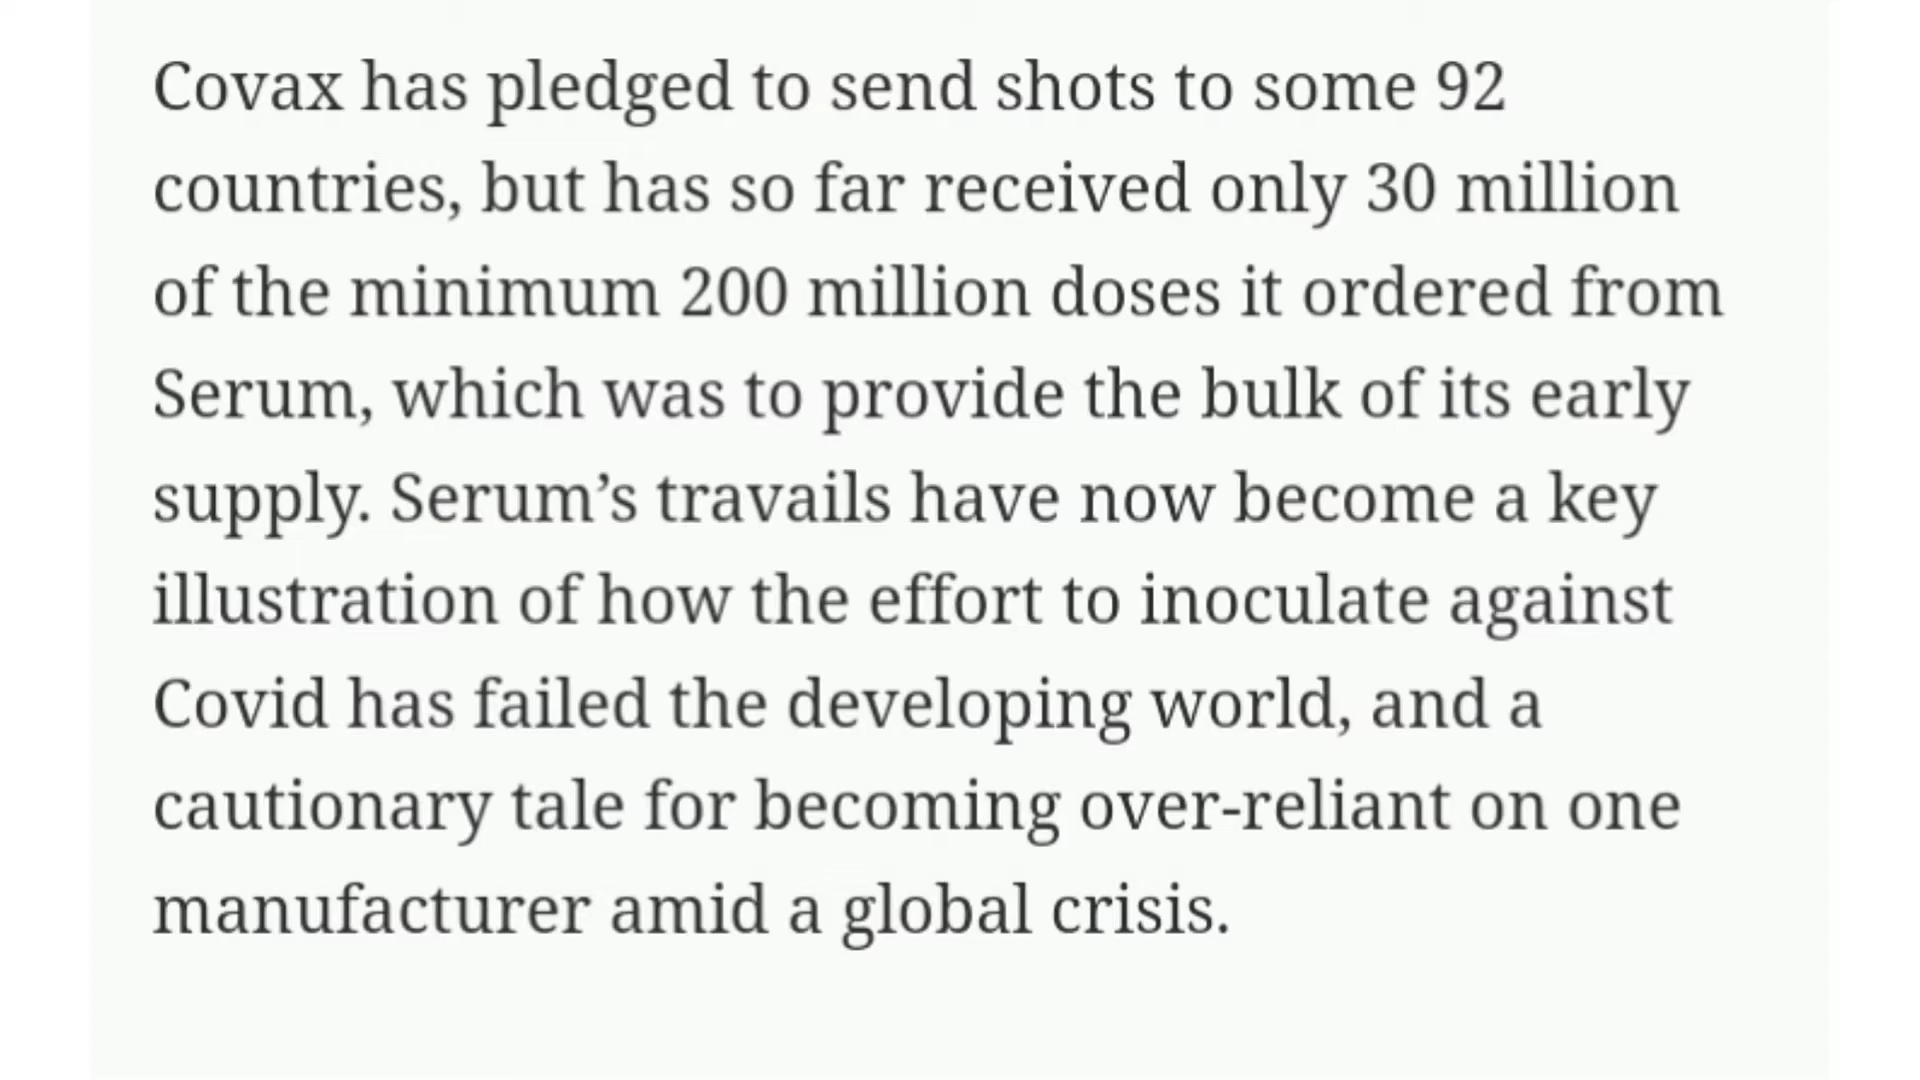 Covax has pledged to send shots to some 92
countries, but has so far received only 30 million
of the minimum 200 million doses it ordered from
Serum, which was to provide the bulk of its early
supply. Serum’s travails have now become a key
illustration of how the effort to inoculate against
Covid has failed the developing world, and a
cautionary tale for becoming over-reliant on one
manufacturer amid a global crisis.